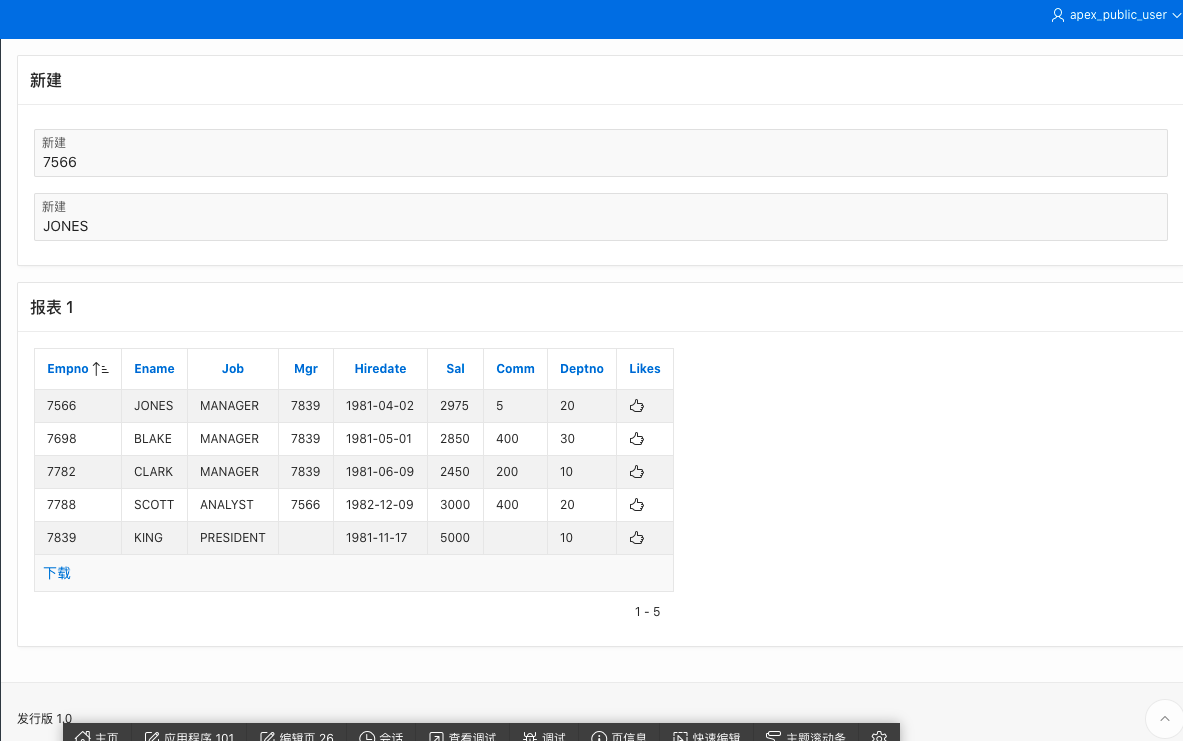 apex_public_user
新建
新建
7566
新建
JONES
报表 1
Empno Ename Job Mgr Hiredate Sal Comm Deptno Likes
7566 JONES MANAGER 7839 1981-04-02 2975 5 20
7698 BLAKE MANAGER 7839 1981-05-01 2850 400 30
7782 CLARK MANAGER 7839 1981-06-09 2450 200 10
7788 SCOTT ANALYST 7566 1982-12-09 3000 400 20
7839 KING PRESIDENT 1981-11-17 5000 10
下载
1 - 5
发行版 1.0
主页 应用程序 101 编辑页 26 会话 查看调试 调试 页信息 快速编辑 主题滚动条